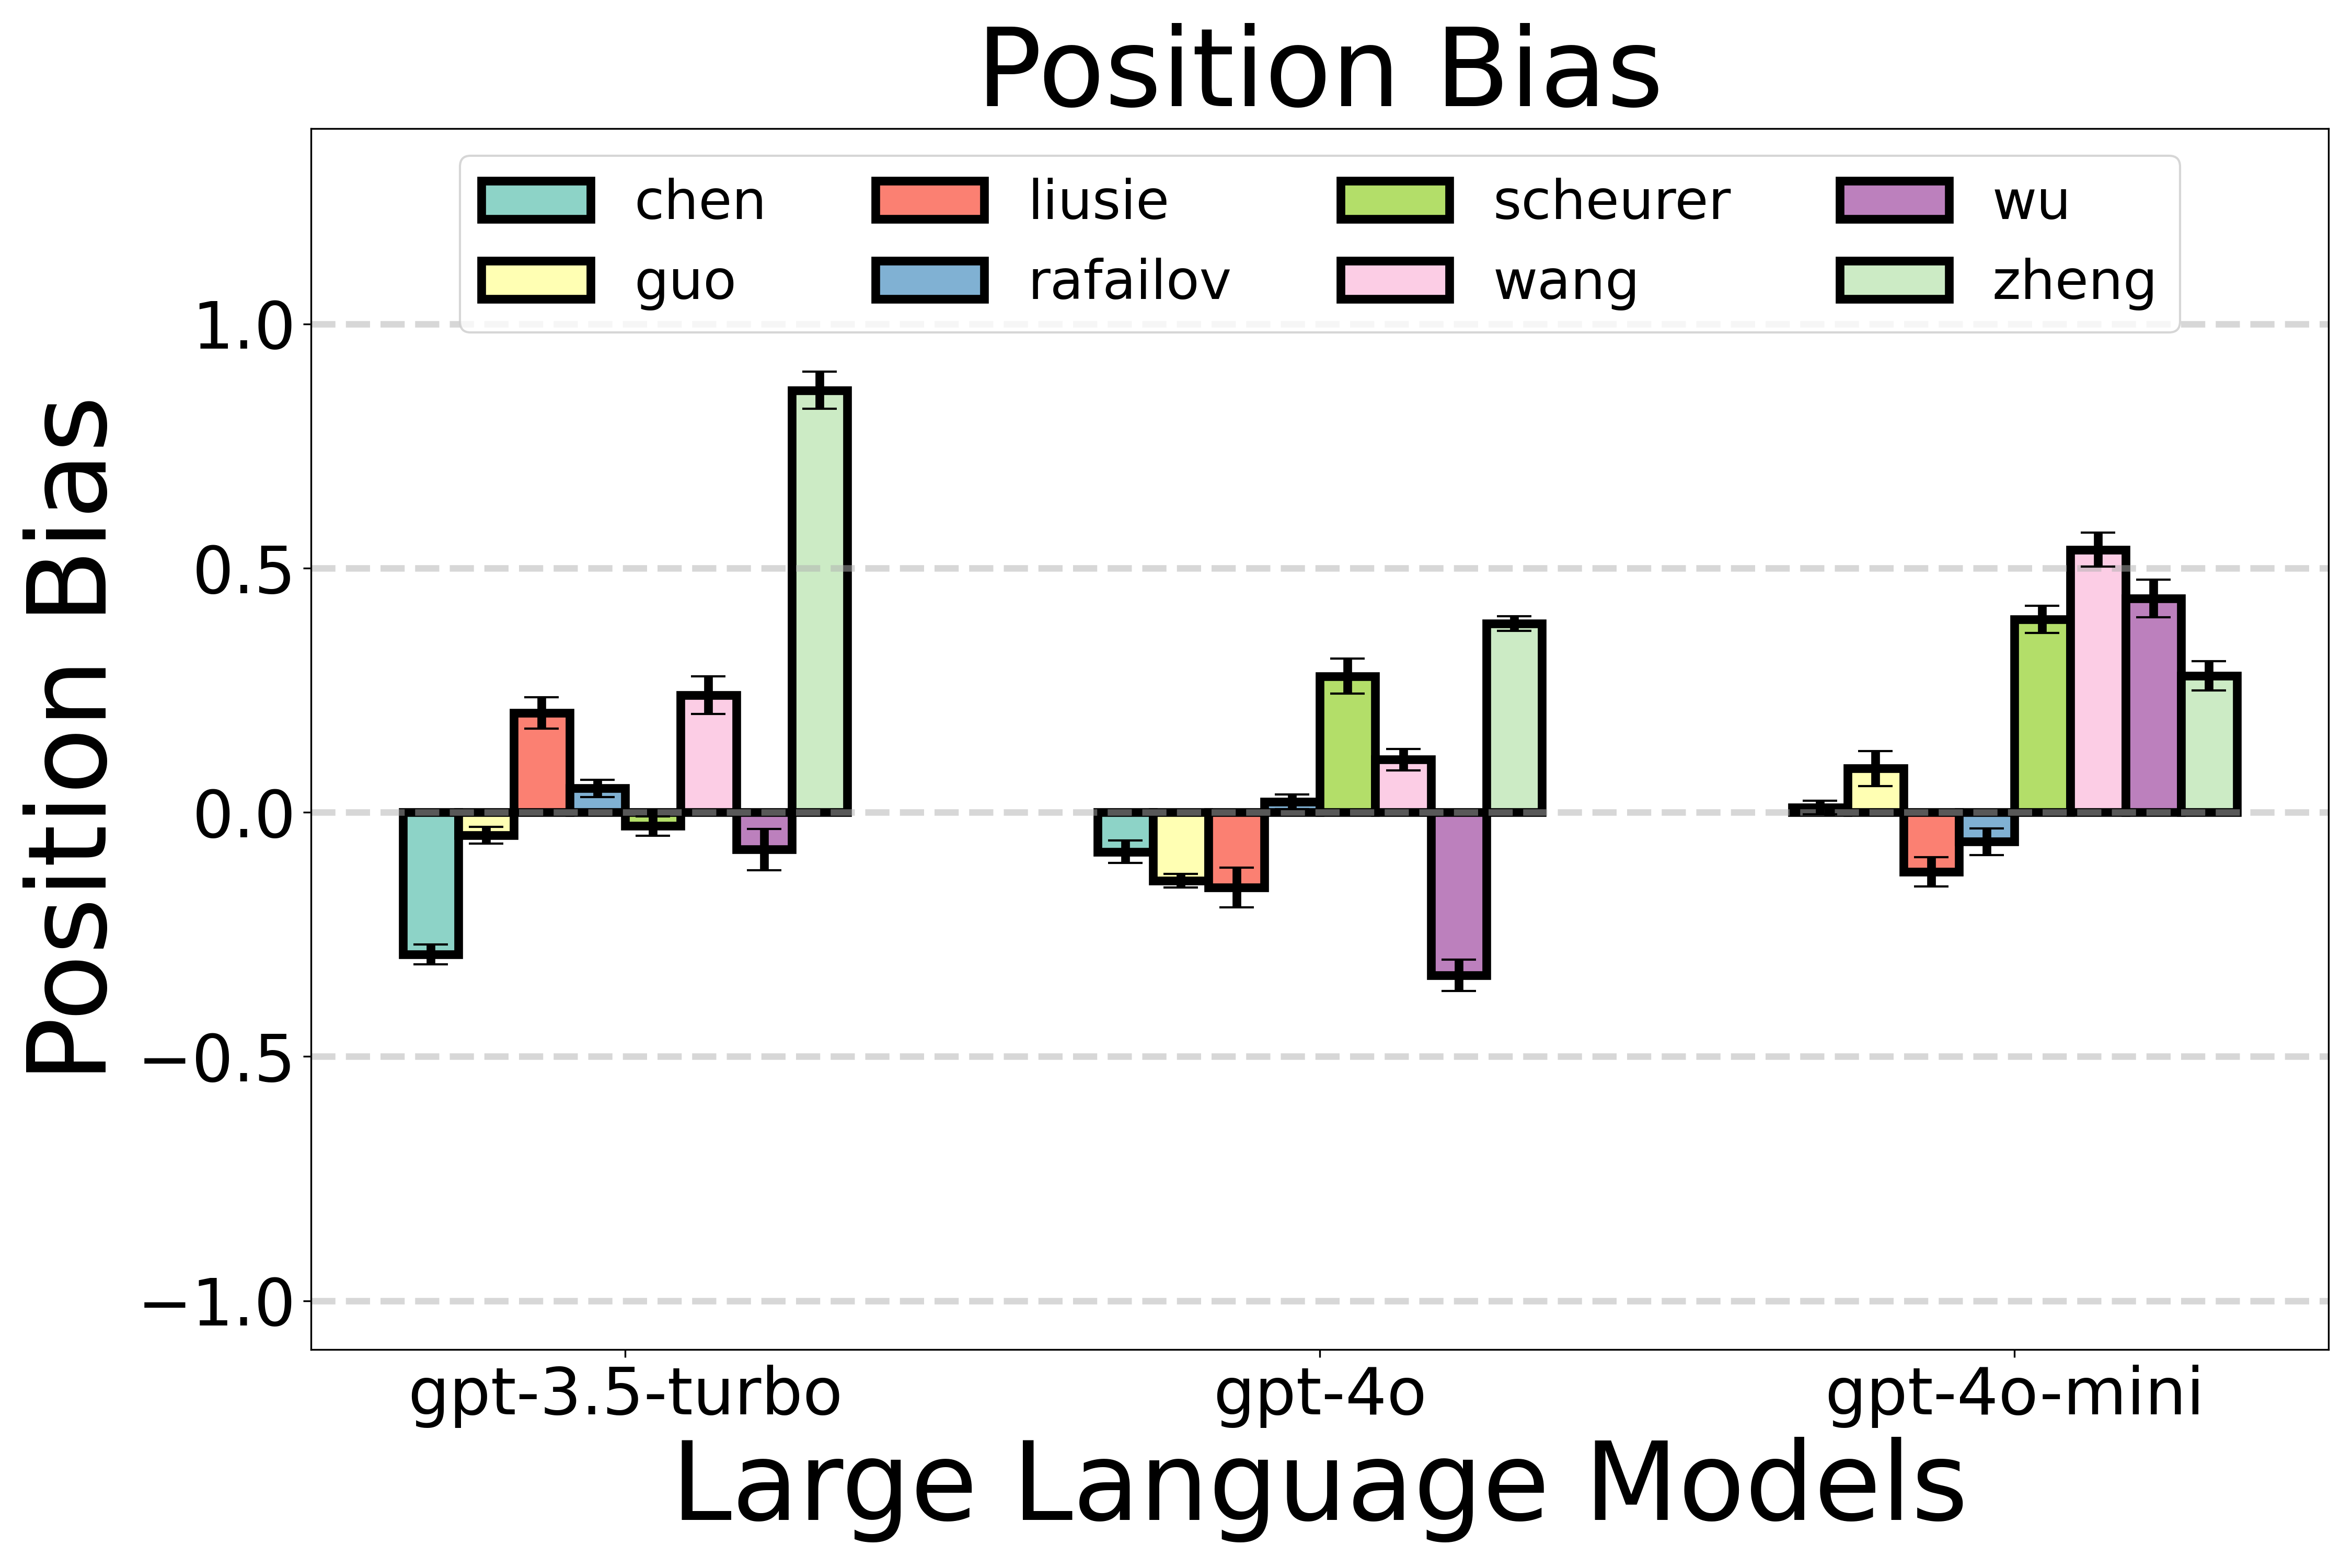 Position Bias
chen liusie scheurer wu
guo rafailov wang zheng
Position Bias
1.0
0.5
0.0
−0.5
−1.0
gpt-3.5-turbo gpt-4o gpt-4o-mini
Large Language Models